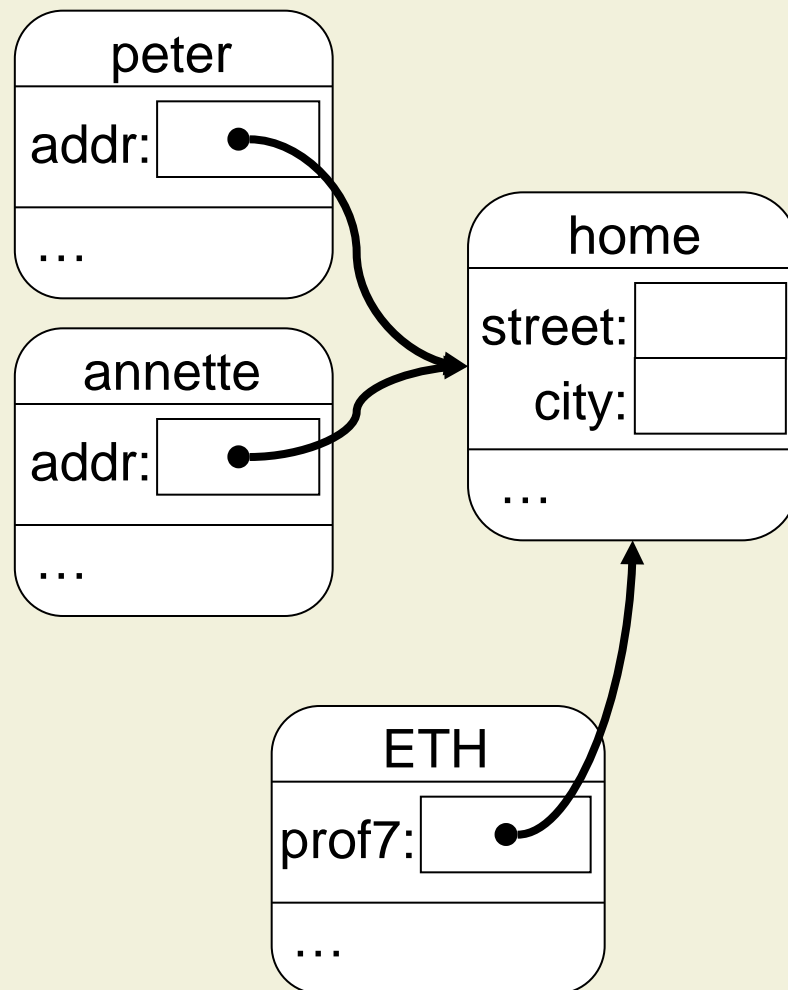 peter
addr:
…
annette
addr:
…
home
street:
city:
…
ETH
prof7:
…